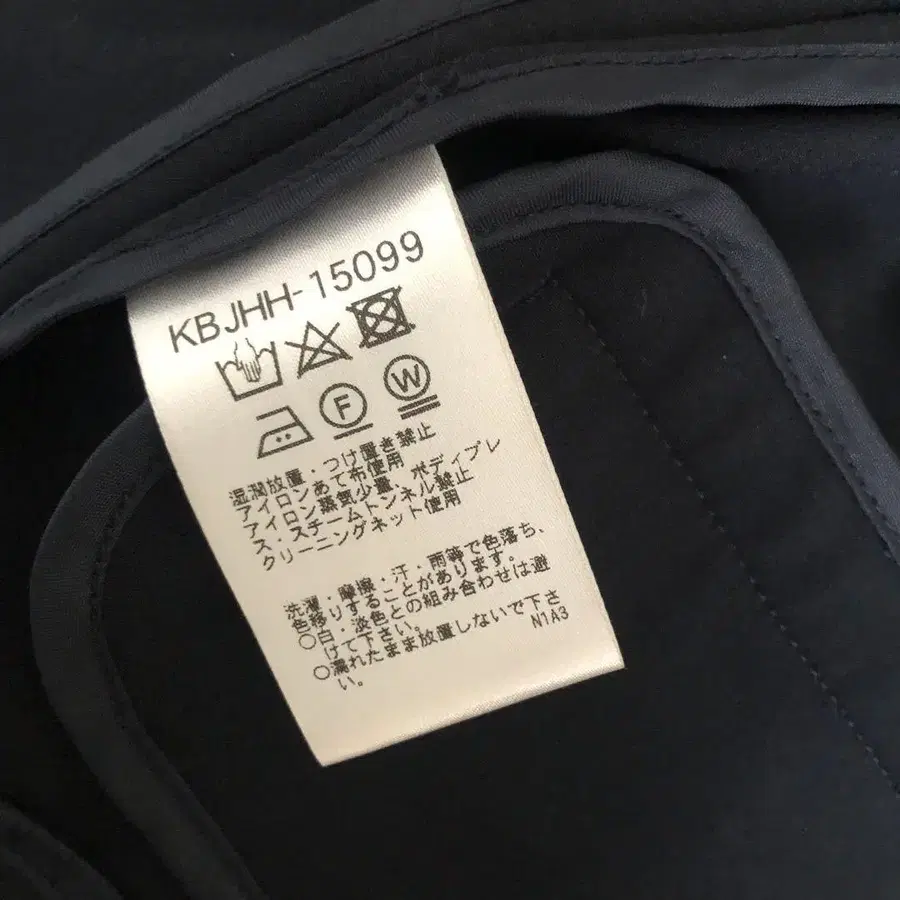 KBJHH-15099
F W
湿潤放置・つけ置き禁止
アイロンあて布使用
アイロン蒸気少量、ボディプレ
ス・スチームトンネル禁止
クリーニングネット使用
洗濯・摩擦・汗・雨等で色落ち、
色移りすることがあります。
○白・淡色との組み合わせは避
けて下さい。
○濡れたまま放置しないで下さ
い。
N1A3